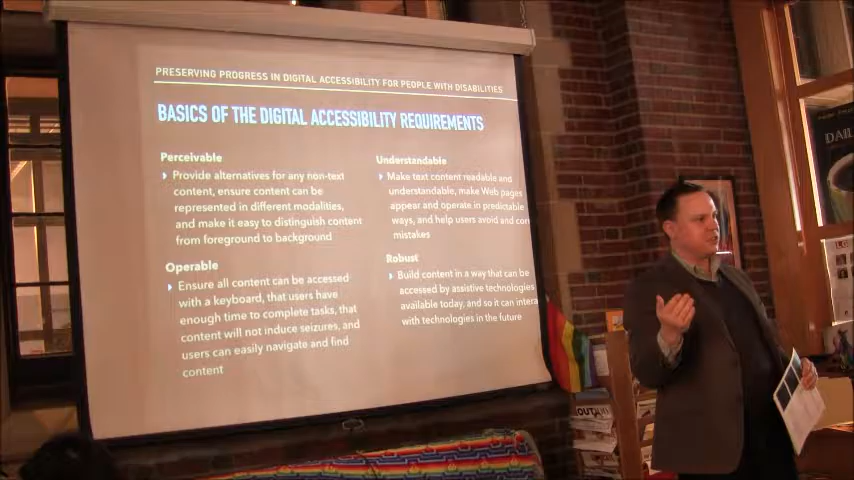 PRESERVING PROGRESS IN DIGITAL ACCESSIBILITY FOR PEOPLE WITH DISABILITIES
BASICS OF THE DIGITAL ACCESSIBILITY REQUIREMENTS
Perceivable
Provide alternatives for any non-text
content, ensure content can be
represented in different modalities,
and make it easy to distinguish content
from foreground to background
Operable
Ensure all content can be accessed
with a keyboard, that users have
enough time to complete tasks, that
content will not induce seizures, and
users can easily navigate and find
content
Understandable
Make text content readable and
understandable, make Web pages
appear and operate in predictable
ways, and help users avoid and corr
mistakes
Robust
Build content in a way that can be
accessed by assistive technologies
available today, and so it can intera
with technologies in the future
DAIL
OUT